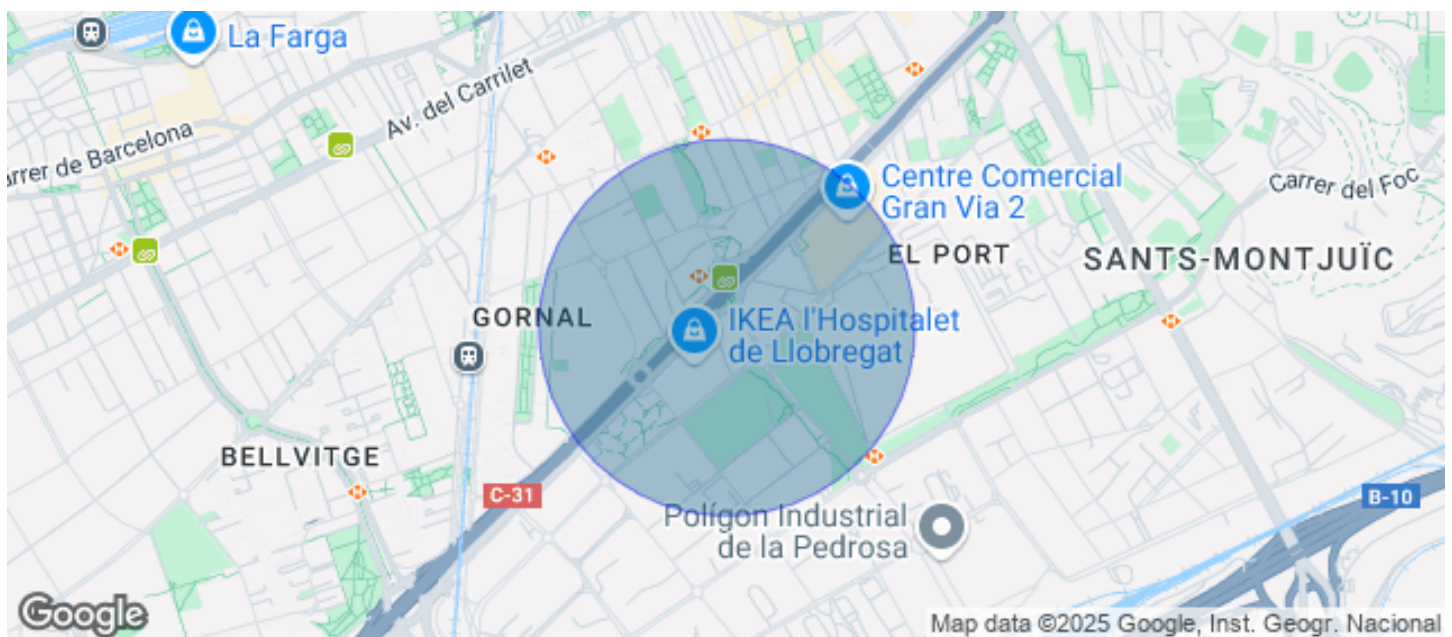 La Farga
Av. del Carrilet
arrer de Barcelona
Centre Comercial
Gran Via 2
Carrer del Foc
EL PORT
SANTS-MONTJUÏC
GORNAL
IKEA l'Hospitalet
de Llobregat
BELLVITGE
C-31
B-10
Polígon Industrial
de la Pedrosa
Google
Map data ©2025 Google, Inst. Geogr. Nacional